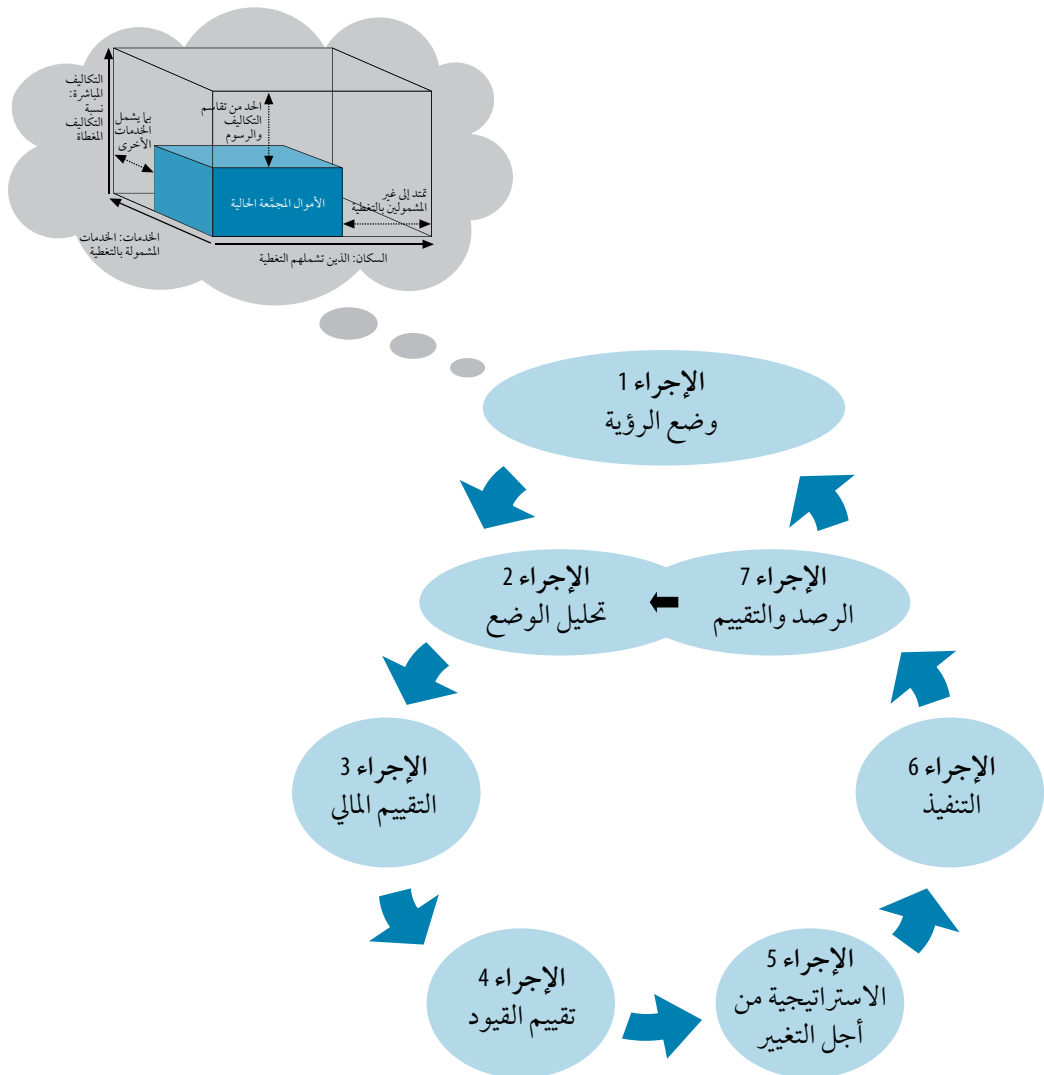 التكاليف
المباشرة:
نسبة
التكاليف
المغطاة
بما يشمل
الخدمات
الأخرى
الحد من تقاسم
التكاليف
والرسوم
تمتد إلى غير
المشمولين بالتغطية
الأموال المجمَّعة الحالية
الخدمات: الخدمات
المشمولة بالتغطية
السكان: الذين تشملهم التغطية
الإجراء 1
وضع الرؤية
الإجراء 2
تحليل الوضع
الإجراء 7
الرصد والتقييم
الإجراء 3
التقييم المالي
الإجراء 6
التنفيذ
الإجراء 4
تقييم القيود
الإجراء 5
الاستراتيجية من
أجل التغيير